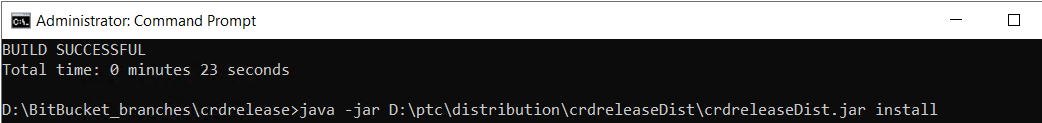 Administrator: Command Prompt
BUILD SUCCESSFUL
Total time: 0 minutes 23 seconds
D:\BitBucket_branches\crdrelease>java -jar D:\ptc\distribution\crdreleaseDist\crdreleaseDist.jar install